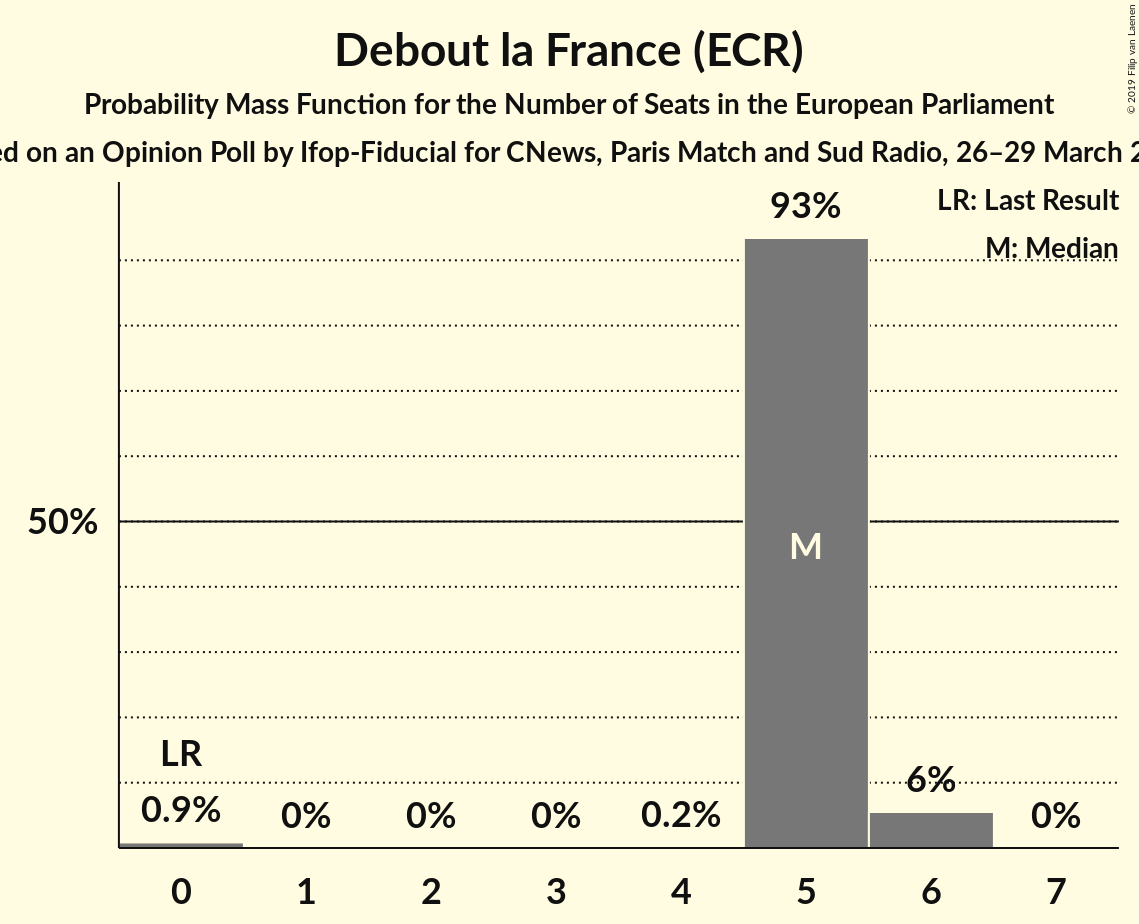 Debout la France (ECR)
Probability Mass Function for the Number of Seats in the European Parliament
on an Opinion Poll by Ifop-Fiducial for CNews, Paris Match and Sud Radio, 26–29 March
© 2019 Filip van Laenen
LR: Last Result
M: Median
93%
50%
M
LR
0.9% 0% 0% 0% 0.2% 6% 0%
0 1 2 3 4 5 6 7